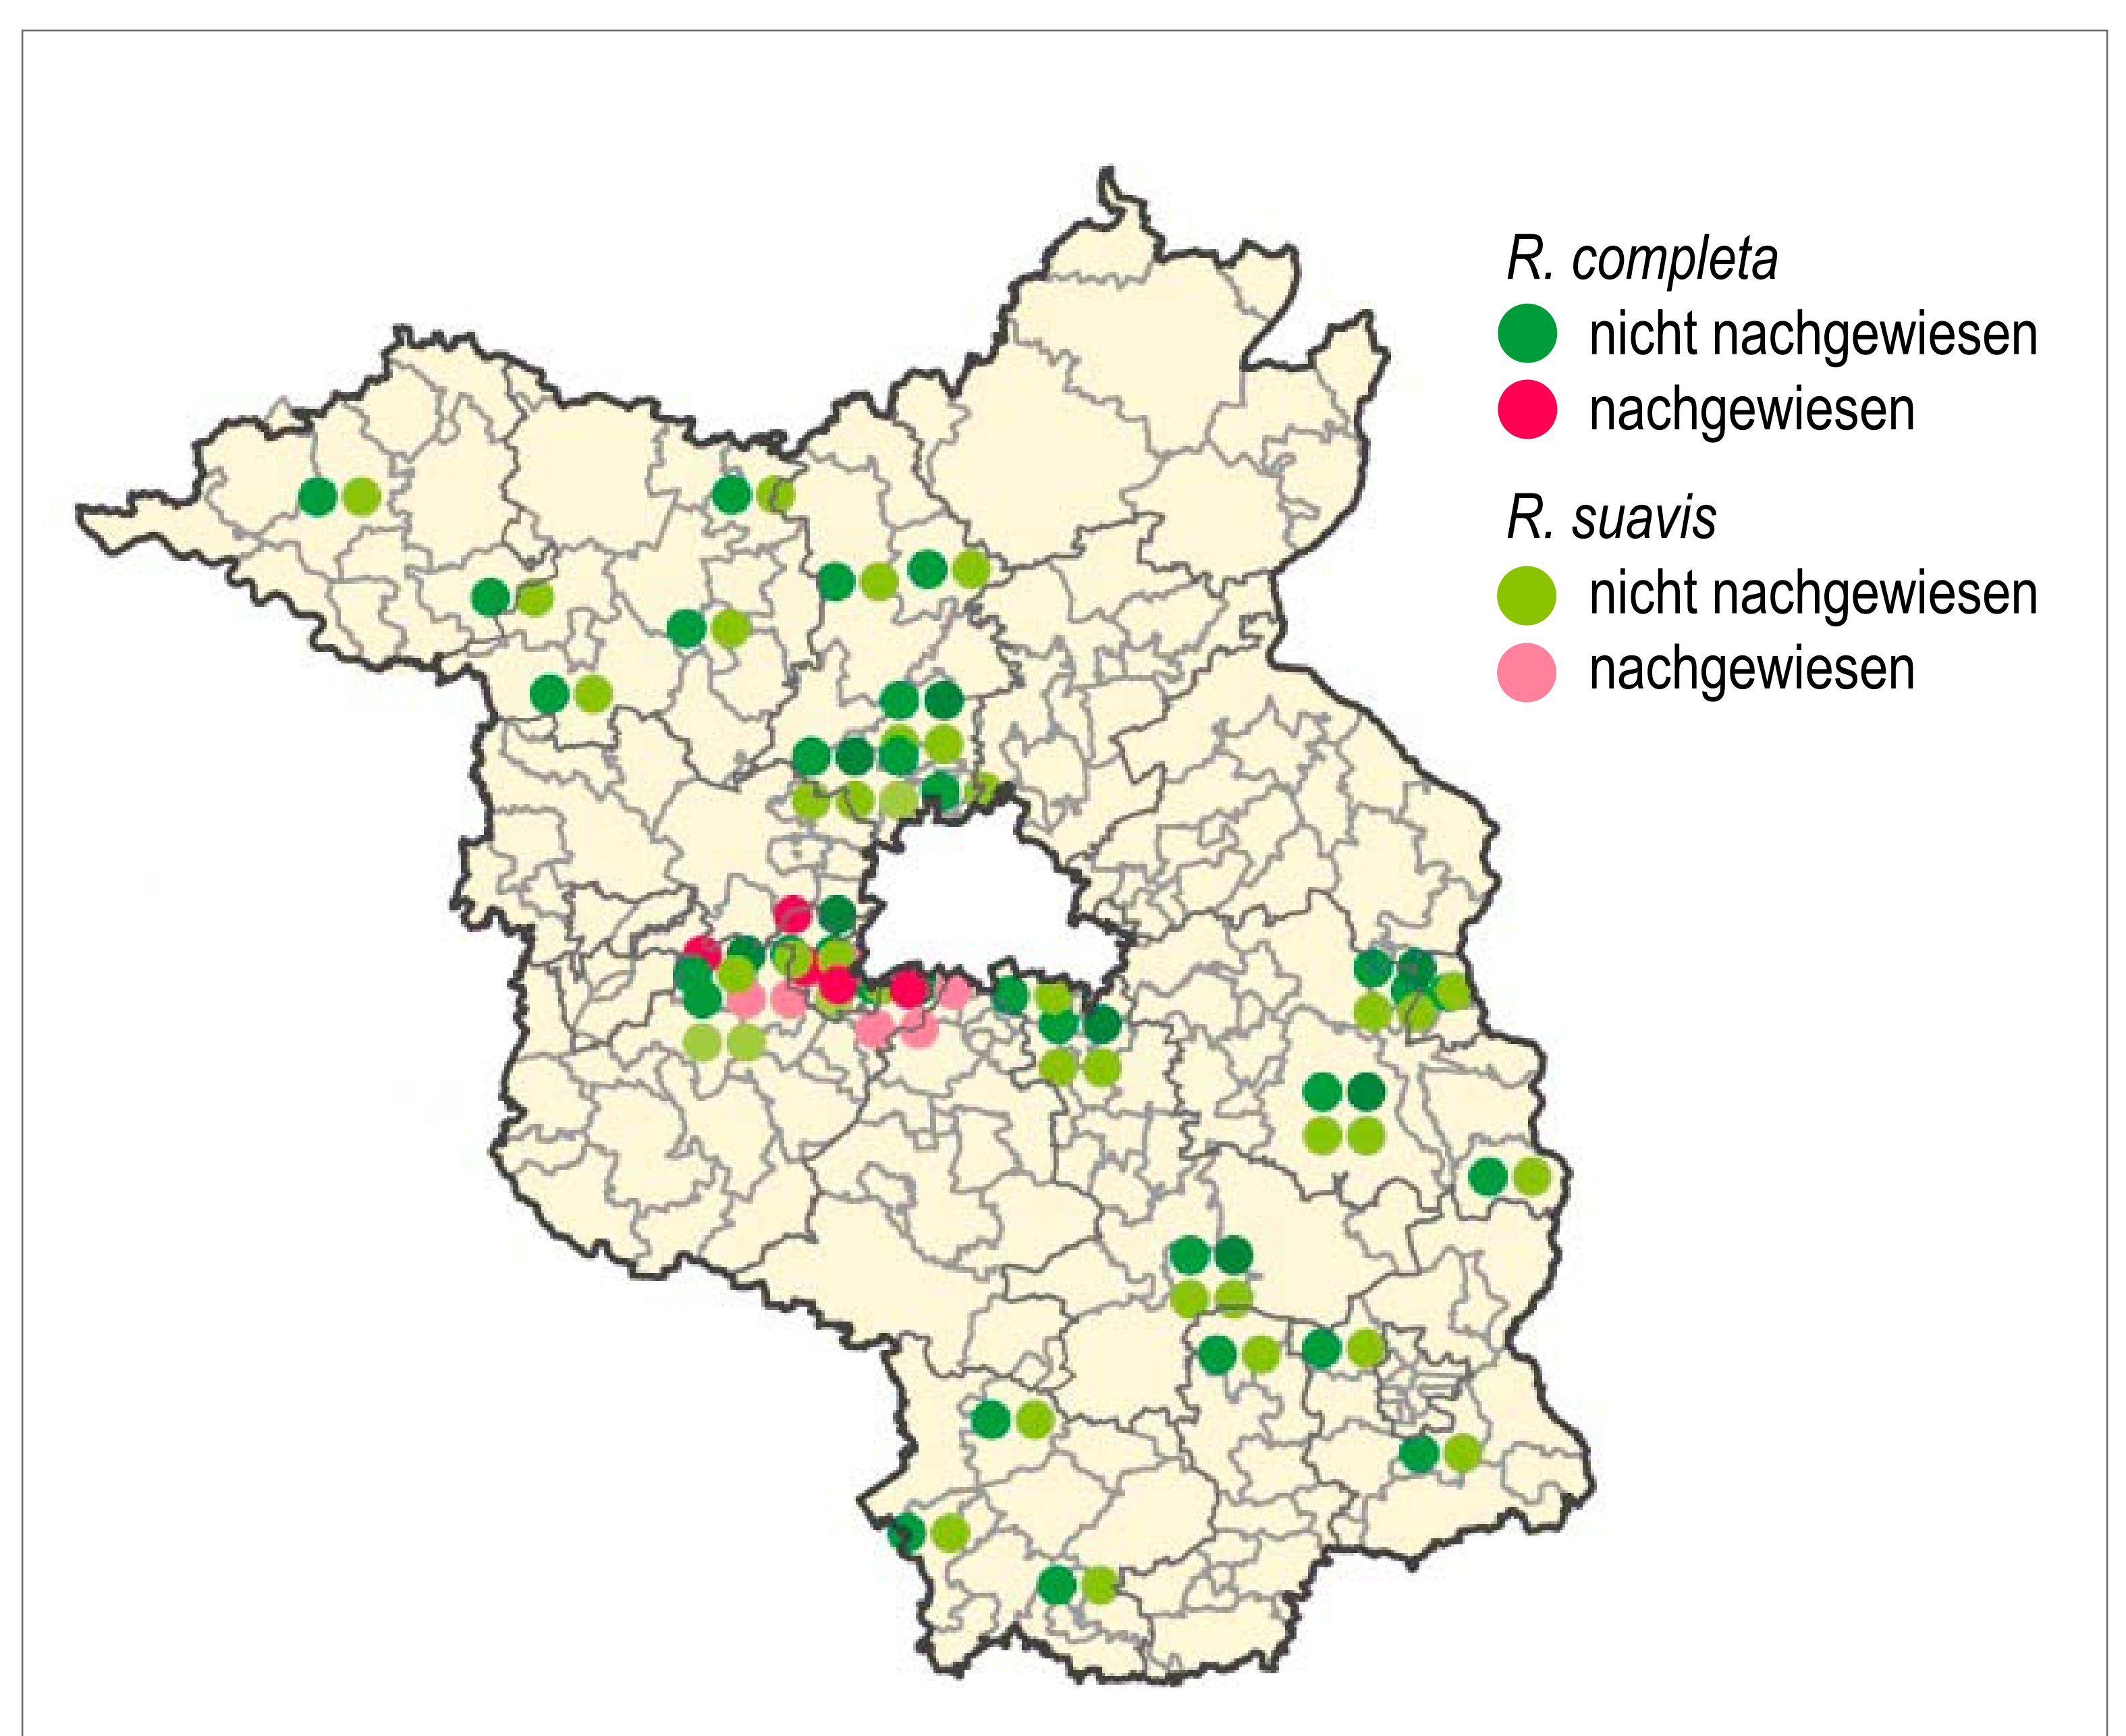 R. completa
nicht nachgewiesen
nachgewiesen
R. suavis
nicht nachgewiesen
nachgewiesen